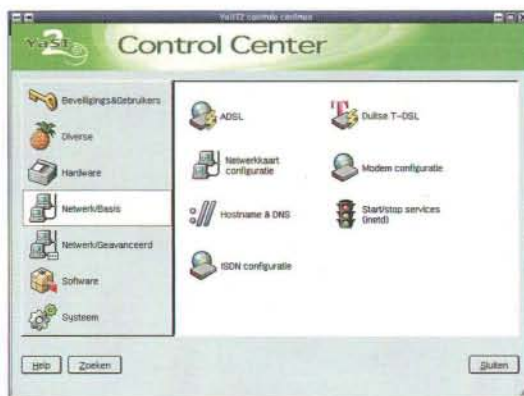 YaST2 controle centrum
YaST2
Control Center
Beveiligings&Gebruikers
Diverse
Hardware
Netwerk/Basis
Netwerk/Geavanceerd
Software
Systeem
ADSL
Duitse T-DSL
Netwerkkaart
configuratie
Modem configuratie
Hostname & DNS
Start/stop services
(inetd)
ISDN configuratie
Help
Zoeken
Sluiten